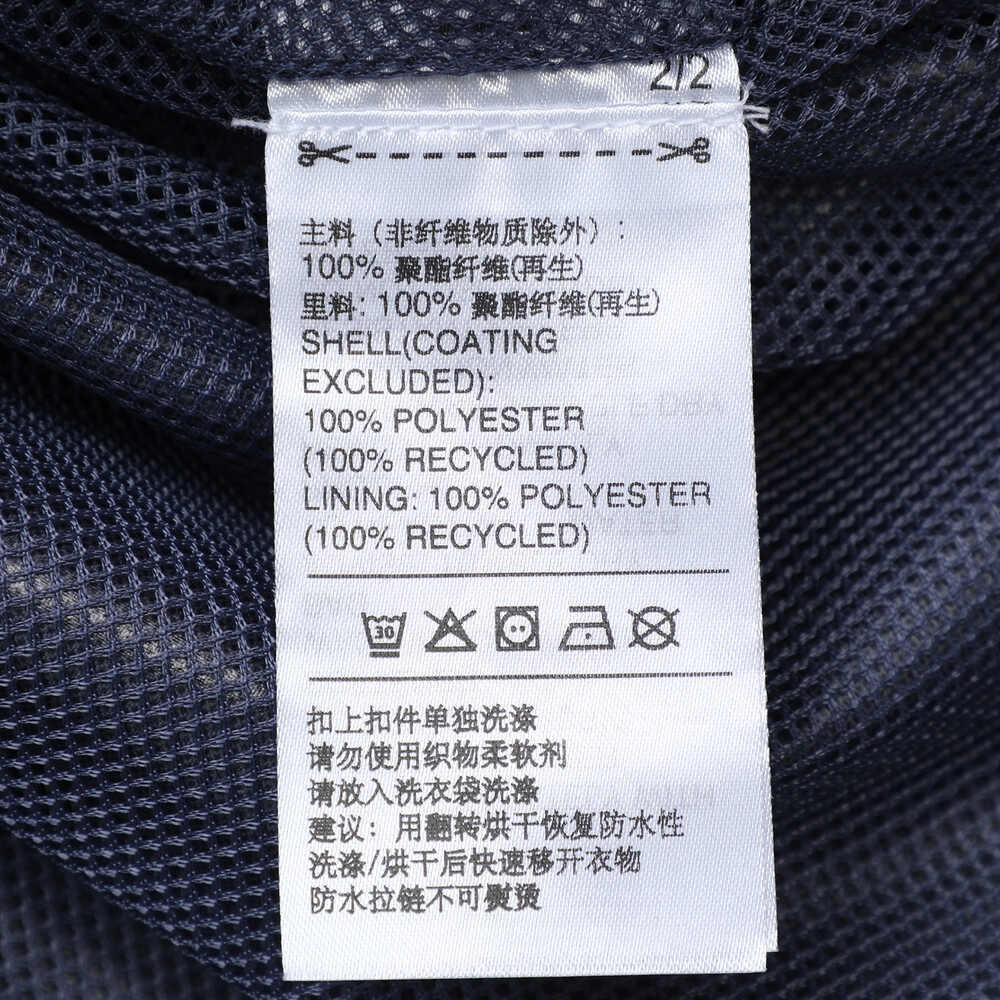 2/2
主料（非纤维物质除外）：
100% 聚酯纤维(再生)
里料: 100% 聚酯纤维(再生)
SHELL(COATING
EXCLUDED):
100% POLYESTER
(100% RECYCLED)
LINING: 100% POLYESTER
(100% RECYCLED)
30
扣上扣件单独洗涤
请勿使用织物柔软剂
请放入洗衣袋洗涤
建议：用翻转烘干恢复防水性
洗涤/烘干后快速移开衣物
防水拉链不可熨烫